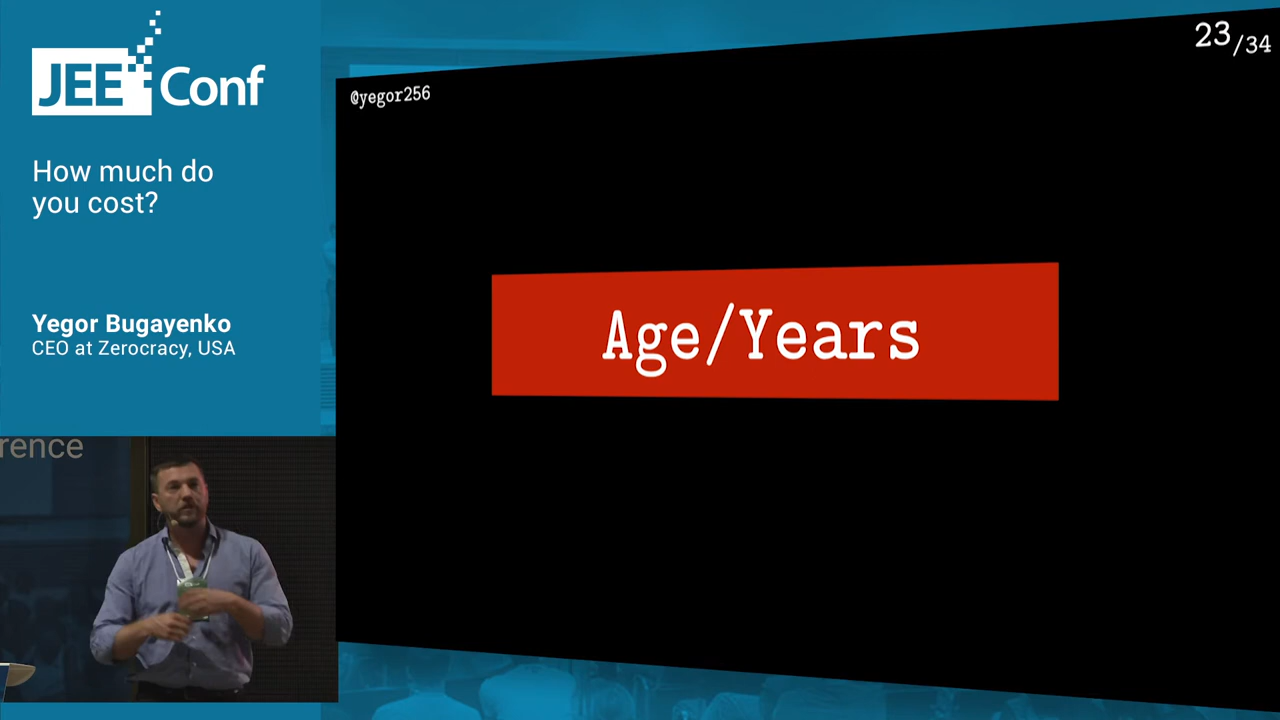 JEE Conf
How much do
you cost?
Yegor Bugayenko
CEO at Zerocracy, USA
rence
@yegor256
23/34
Age/Years